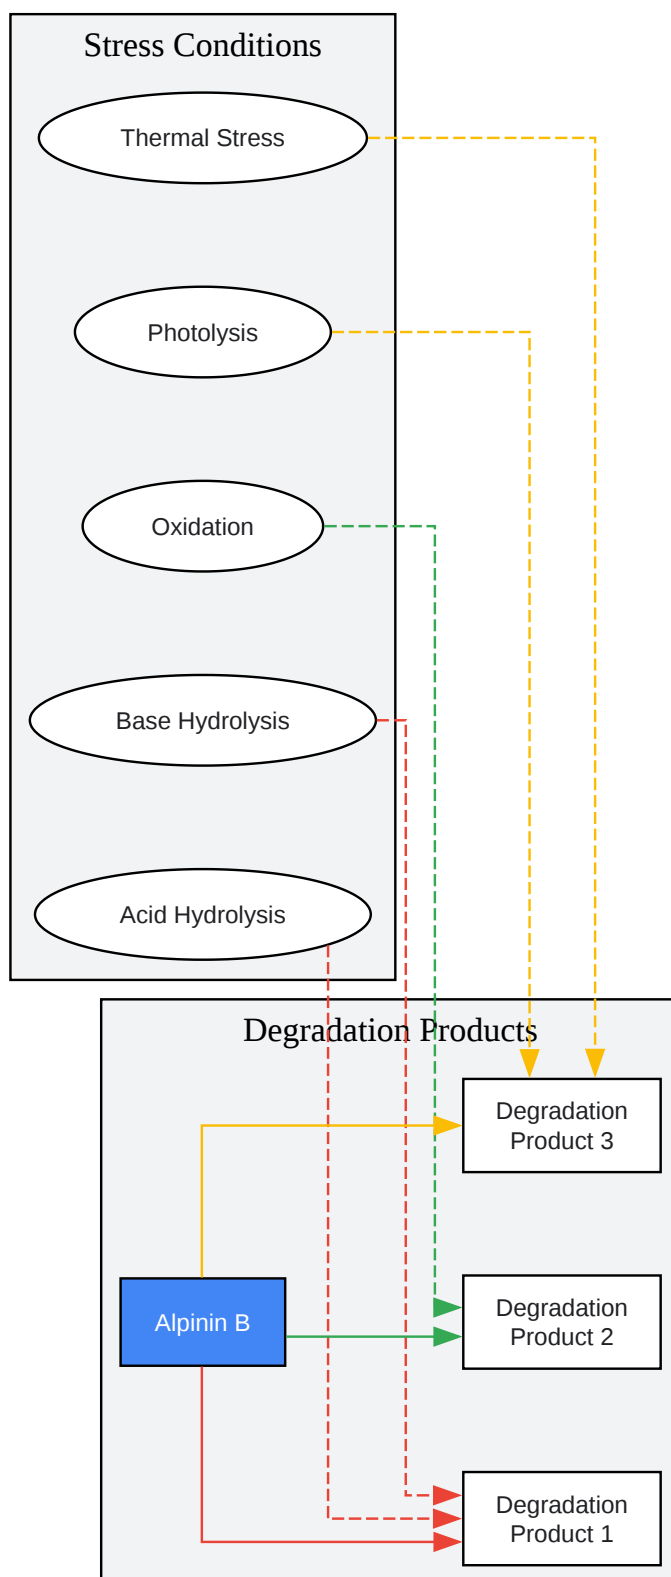 Stress Conditions
Thermal Stress
Photolysis
Oxidation
Base Hydrolysis
Acid Hydrolysis
Degradation Products
Degradation
Product 3
Alpinin B
Degradation
Product 2
Degradation
Product 1